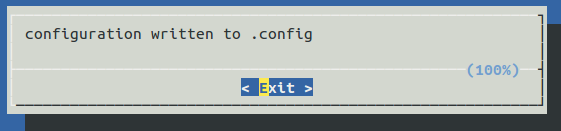 configuration written to .config
(100%)
< Exit >